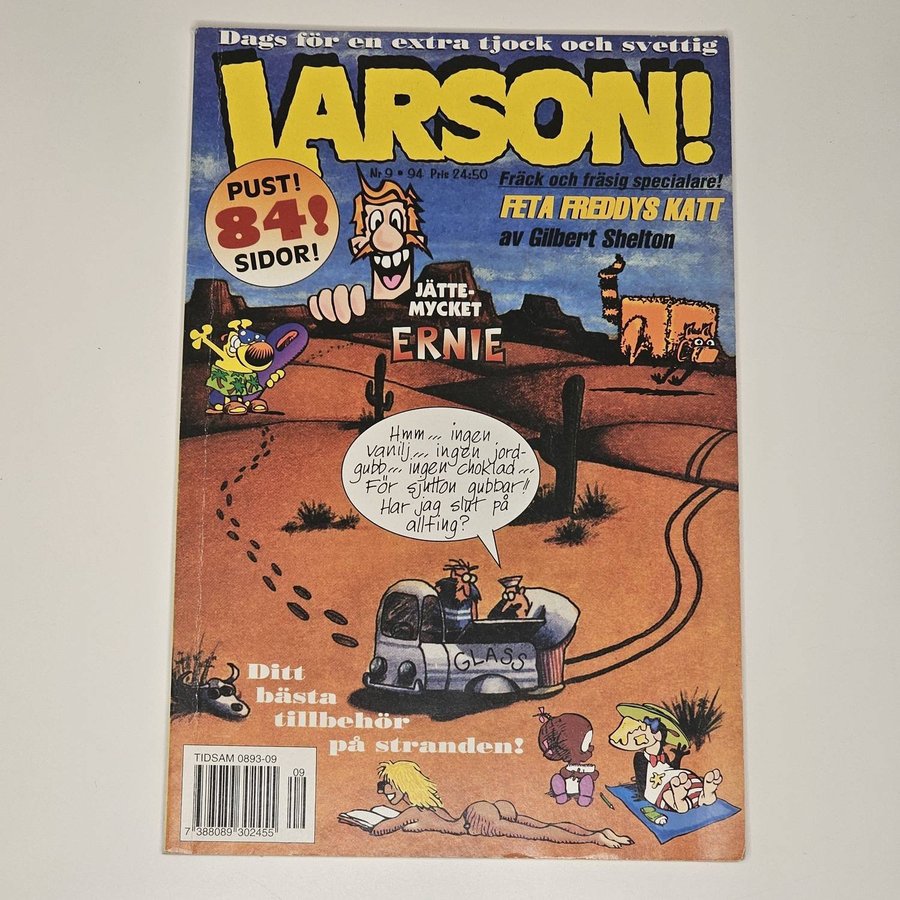 Dags för en extra tjock och svettig
LARSON!
Nr 9 • 94 Pris 24:50
Fräck och fräsig specialare!
FETA FREDDYS KATT
av Gilbert Shelton
PUST!
84!
SIDOR!
JÄTTE-
MYCKET
ERNIE
Hmm... ingen
vanilj... ingen jord-
gubb... ingen choklad...
För sjutton gubbar!!
Har jag slut på
allting?
GLASS
Ditt
bästa
tillbehör
på stranden!
TIDSAM 0893-09
09
7 388089 302455